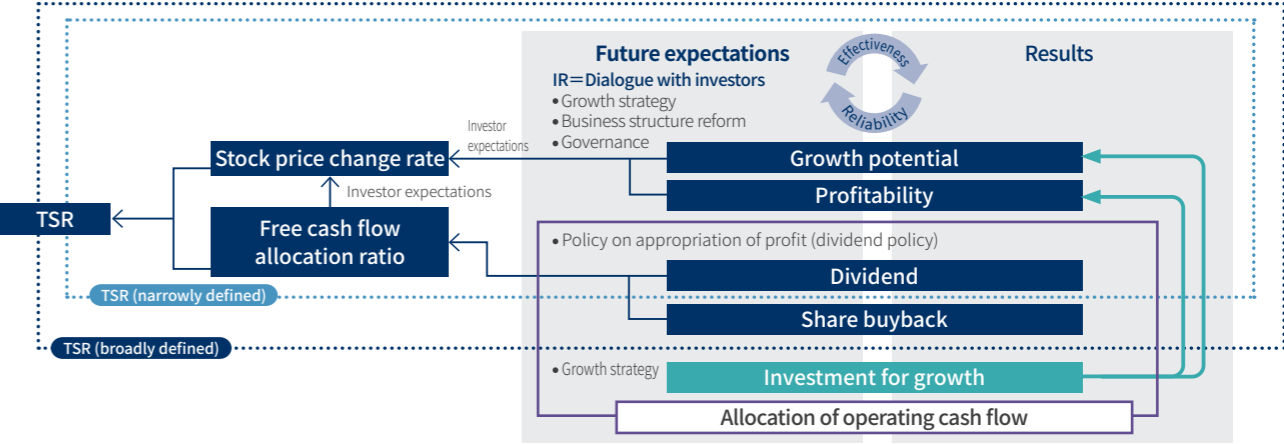 Future expectations
Effectiveness
Reliability
Results
IR＝Dialogue with investors
• Growth strategy
• Business structure reform
• Governance
Investor
expectations
Stock price change rate
Growth potential
Investor expectations
Profitability
TSR
Free cash flow
allocation ratio
• Policy on appropriation of profit (dividend policy)
Dividend
TSR (narrowly defined)
Share buyback
TSR (broadly defined)
• Growth strategy
Investment for growth
Allocation of operating cash flow